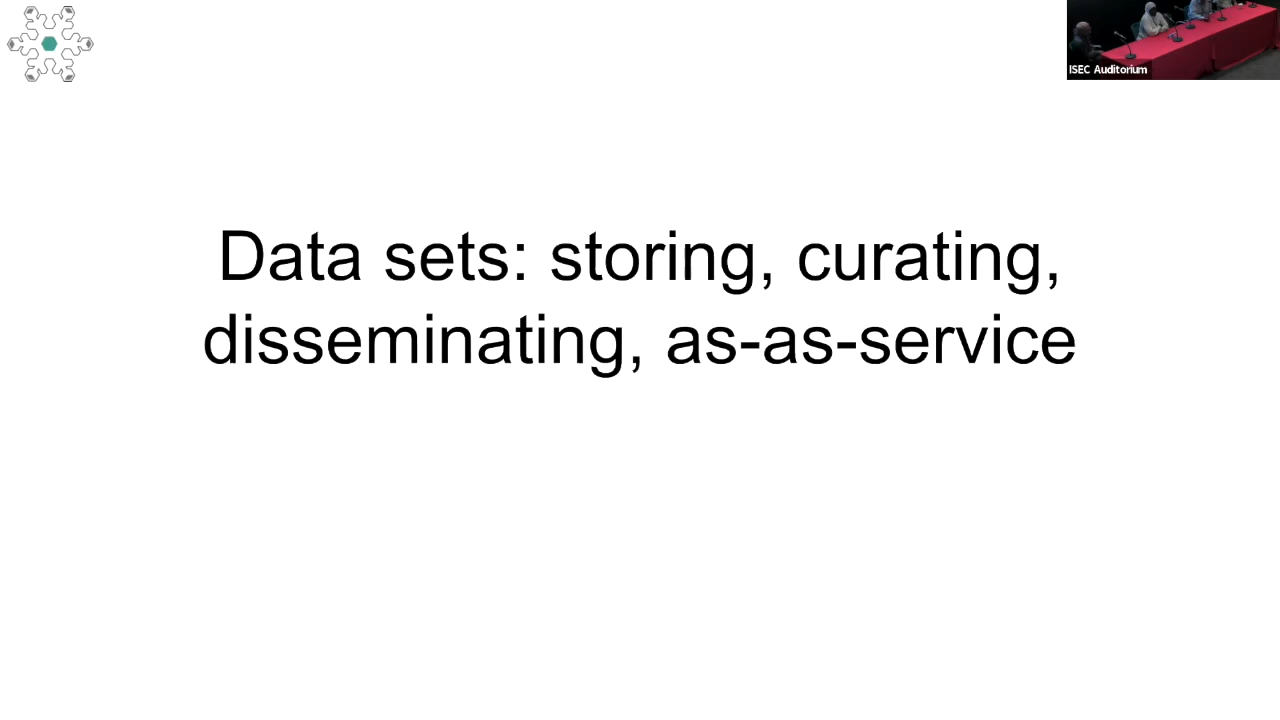 ISEC Auditorium
Data sets: storing, curating,
disseminating, as-as-service